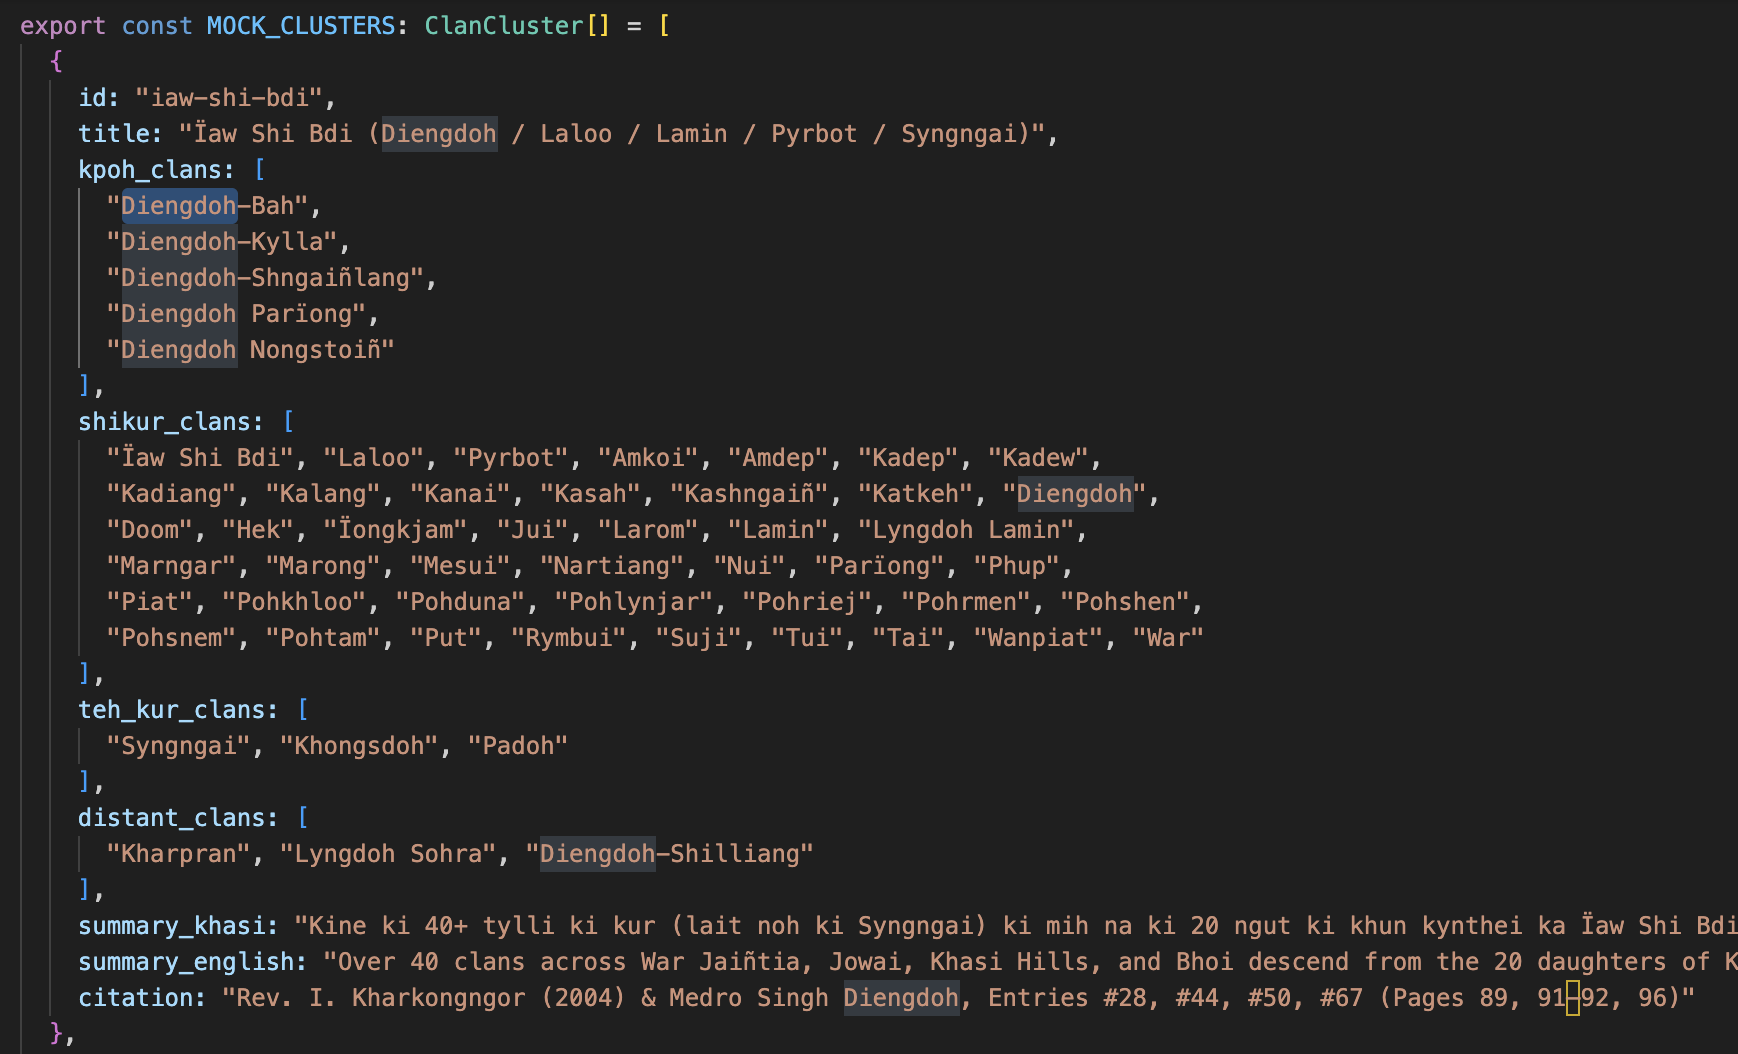 export const MOCK_CLUSTERS: ClanCluster[] = [
{
id: "iaw-shi-bdi",
title: "Ïaw Shi Bdi (Diengdoh / Laloo / Lamin / Pyrbot / Syngngai)",
kpoh_clans: [
"Diengdoh-Bah",
"Diengdoh-Kylla",
"Diengdoh-Shngaiñlang",
"Diengdoh Parïong",
"Diengdoh Nongstoiñ"
],
shikur_clans: [
"Ïaw Shi Bdi", "Laloo", "Pyrbot", "Amkoi", "Amdep", "Kadep", "Kadew",
"Kadiang", "Kalang", "Kanai", "Kasah", "Kashngaiñ", "Katkeh", "Diengdoh",
"Doom", "Hek", "Ïongkjam", "Jui", "Larom", "Lamin", "Lyngdoh Lamin",
"Marngar", "Marong", "Mesui", "Nartiang", "Nui", "Parïong", "Phup",
"Piat", "Pohkhloo", "Pohduna", "Pohlynjar", "Pohriej", "Pohrmen", "Pohshen",
"Pohsnem", "Pohtam", "Put", "Rymbui", "Suji", "Tui", "Tai", "Wanpiat", "War"
],
teh_kur_clans: [
"Syngngai", "Khongsdoh", "Padoh"
],
distant_clans: [
"Kharpran", "Lyngdoh Sohra", "Diengdoh-Shilliang"
],
summary_khasi: "Kine ki 40+ tylli ki kur (lait noh ki Syngngai) ki mih na ki 20 ngut ki khun kynthei ka Ïaw Shi Bdi
summary_english: "Over 40 clans across War Jaiñtia, Jowai, Khasi Hills, and Bhoi descend from the 20 daughters of K
citation: "Rev. I. Kharkongngor (2004) & Medro Singh Diengdoh, Entries #28, #44, #50, #67 (Pages 89, 91–92, 96)"
},